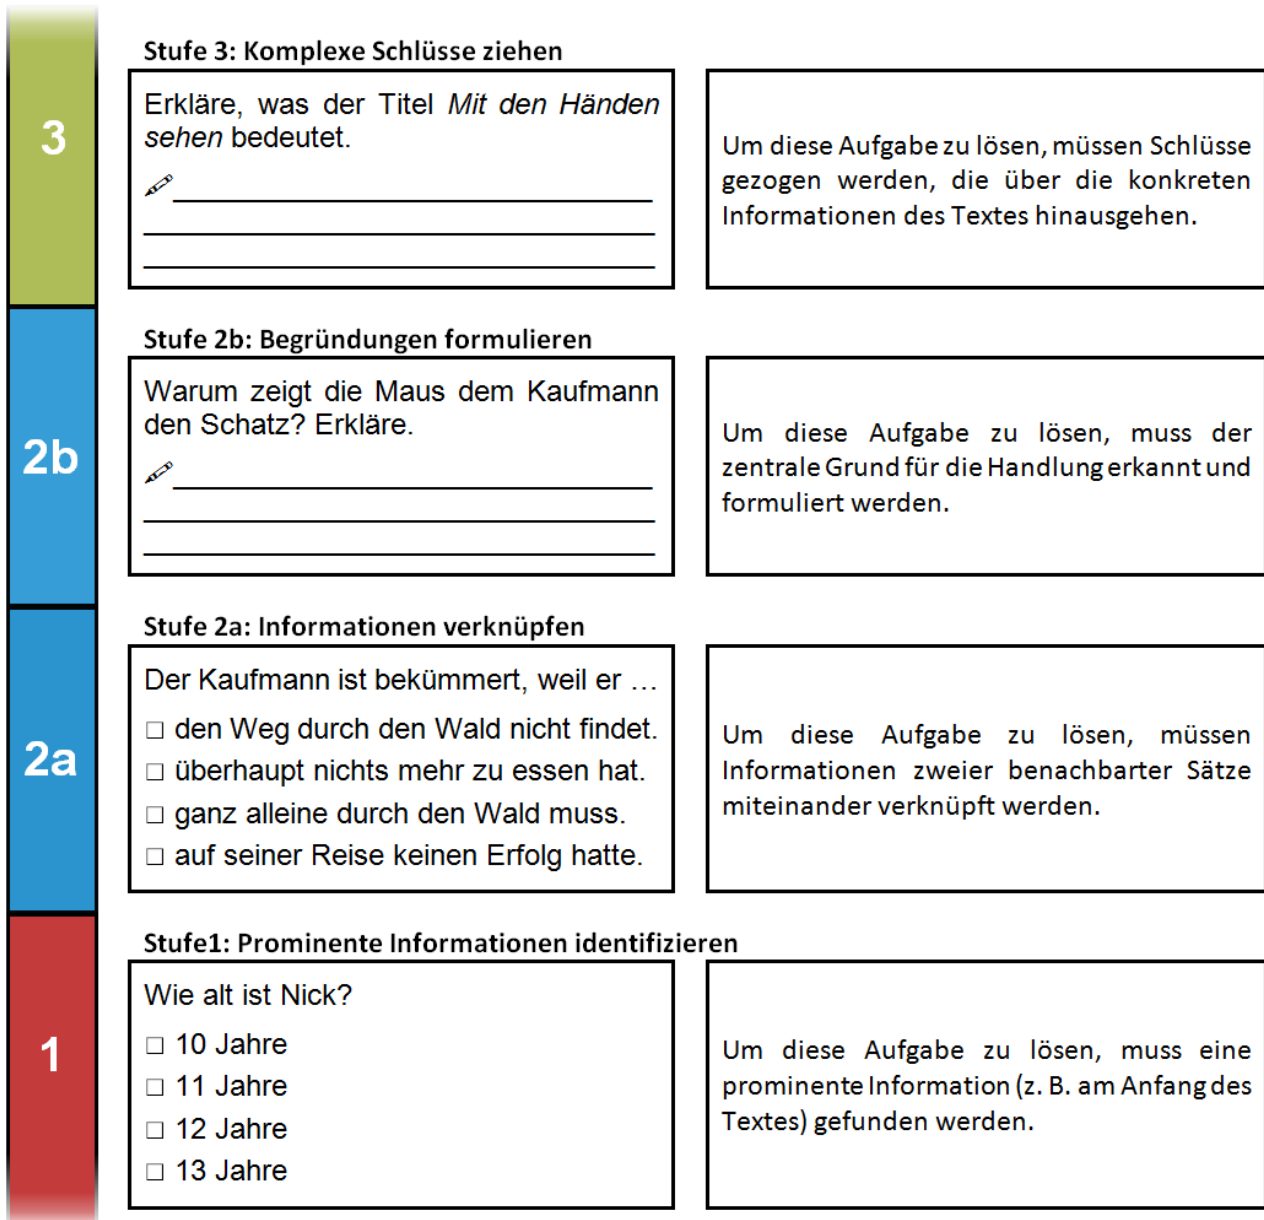 3
Stufe 3: Komplexe Schlüsse ziehen
Erkläre, was der Titel Mit den Händen
sehen bedeutet.
Um diese Aufgabe zu lösen, müssen Schlüsse
gezogen werden, die über die konkreten
Informationen des Textes hinausgehen.
2b
Stufe 2b: Begründungen formulieren
Warum zeigt die Maus dem Kaufmann
den Schatz? Erkläre.
Um diese Aufgabe zu lösen, muss der
zentrale Grund für die Handlung erkannt und
formuliert werden.
2a
Stufe 2a: Informationen verknüpfen
Der Kaufmann ist bekümmert, weil er …
☐ den Weg durch den Wald nicht findet.
☐ überhaupt nichts mehr zu essen hat.
☐ ganz alleine durch den Wald muss.
☐ auf seiner Reise keinen Erfolg hatte.
Um diese Aufgabe zu lösen, müssen
Informationen zweier benachbarter Sätze
miteinander verknüpft werden.
1
Stufe1: Prominente Informationen identifizieren
Wie alt ist Nick?
☐ 10 Jahre
☐ 11 Jahre
☐ 12 Jahre
☐ 13 Jahre
Um diese Aufgabe zu lösen, muss eine
prominente Information (z. B. am Anfang des
Textes) gefunden werden.